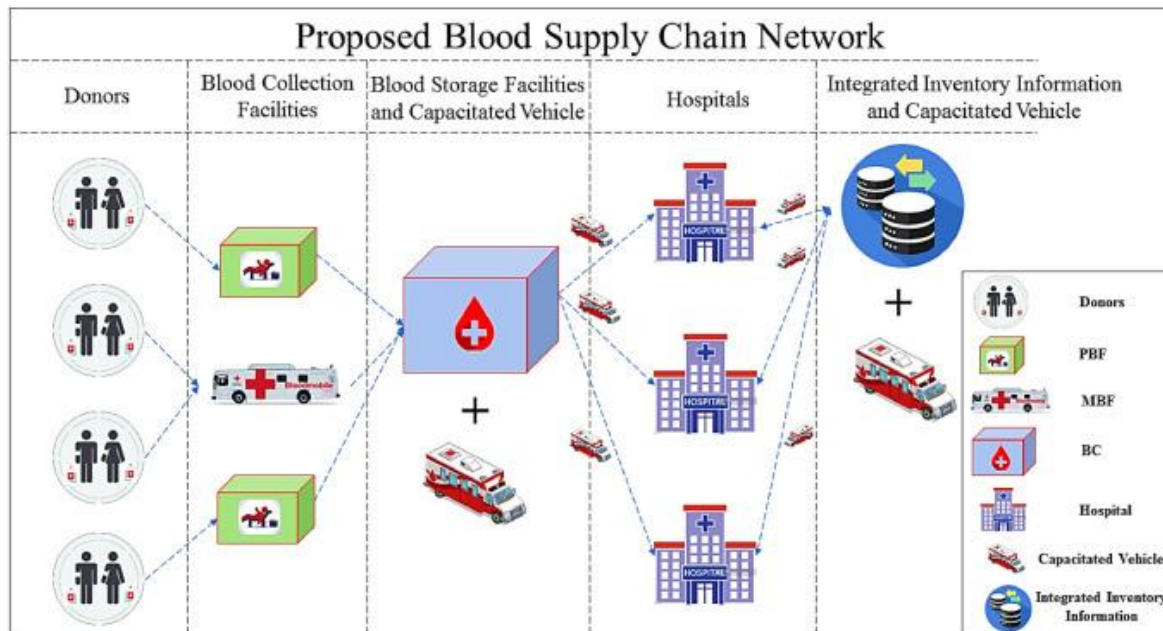 Proposed Blood Supply Chain Network
Donors
Blood Collection
Facilities
Blood Storage Facilities
and Capacitated Vehicle
Hospitals
Integrated Inventory Information
and Capacitated Vehicle
HOSPITAL
Bloodmobile
+
HOSPITAL
+
HOSPITAL
Donors
PBF
MBF
BC
Hospital
Capacitated Vehicle
Integrated Inventory
Information